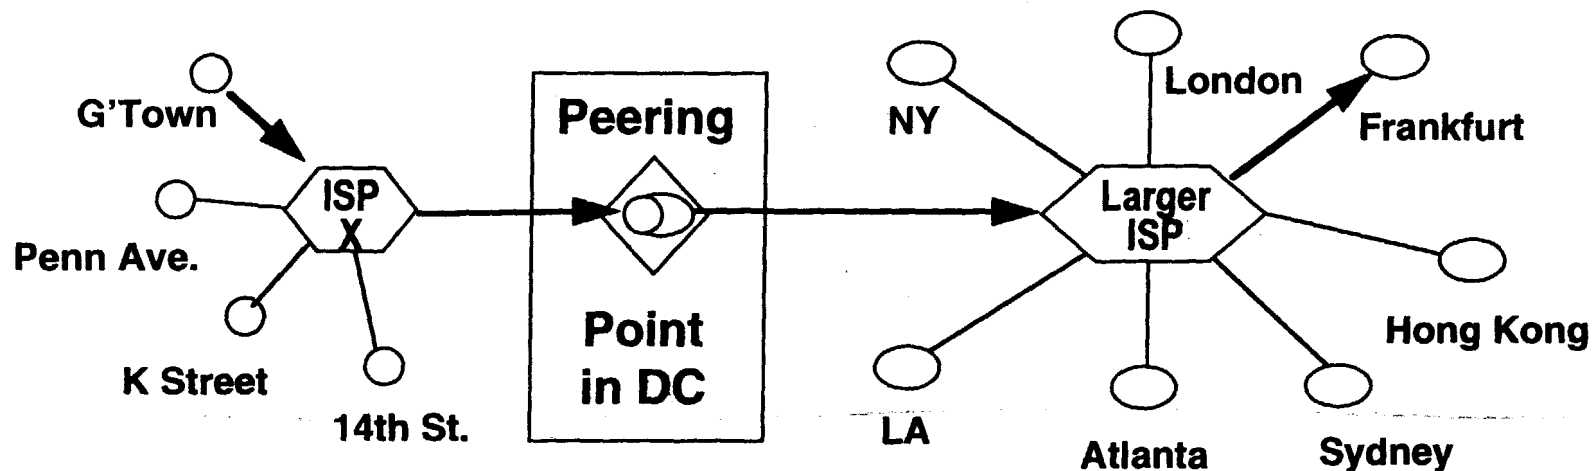 G'Town
Penn Ave.
K Street
14th St.
ISP
X
Peering
Point
in DC
NY
London
Frankfurt
Larger
ISP
Hong Kong
LA
Atlanta
Sydney